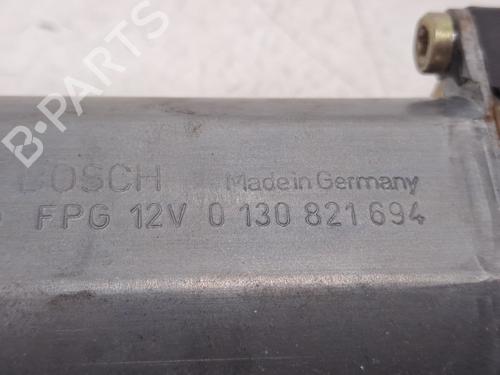 B-PARTS
BOSCH Made in Germany
FPG 12V 0 130 821 694